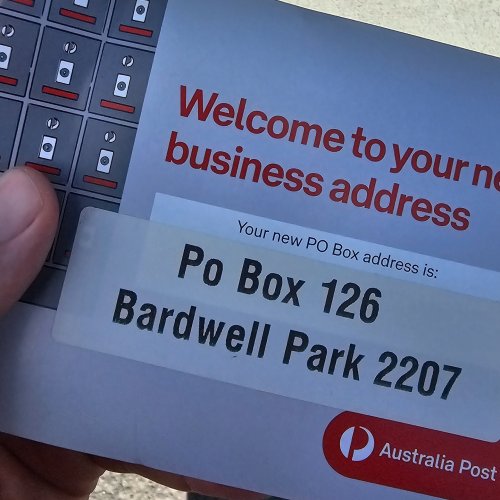 Welcome to your ne
business address
Your new PO Box address is:
Po Box 126
Bardwell Park 2207
Australia Post